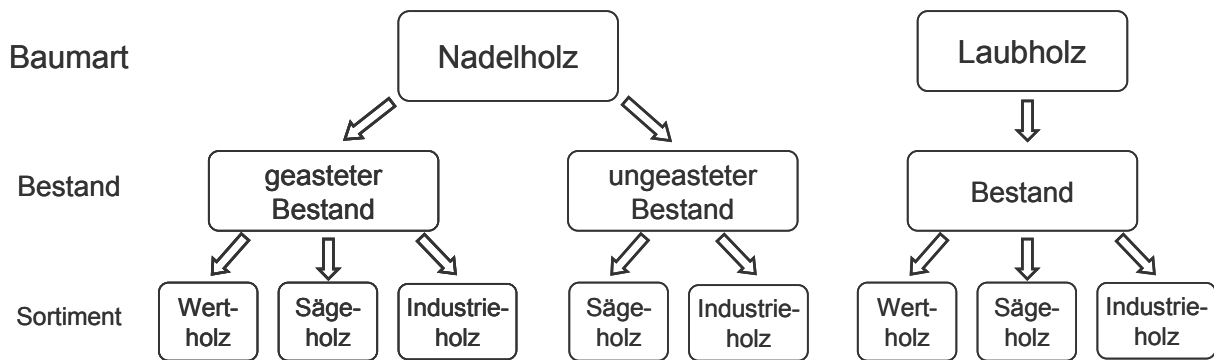 Baumart
Nadelholz
Laubholz
Bestand
geasteter
Bestand
ungeasteter
Bestand
Bestand
Sortiment
Wert-
holz
Säge-
holz
Industrie-
holz
Säge-
holz
Industrie-
holz
Wert-
holz
Säge-
holz
Industrie-
holz